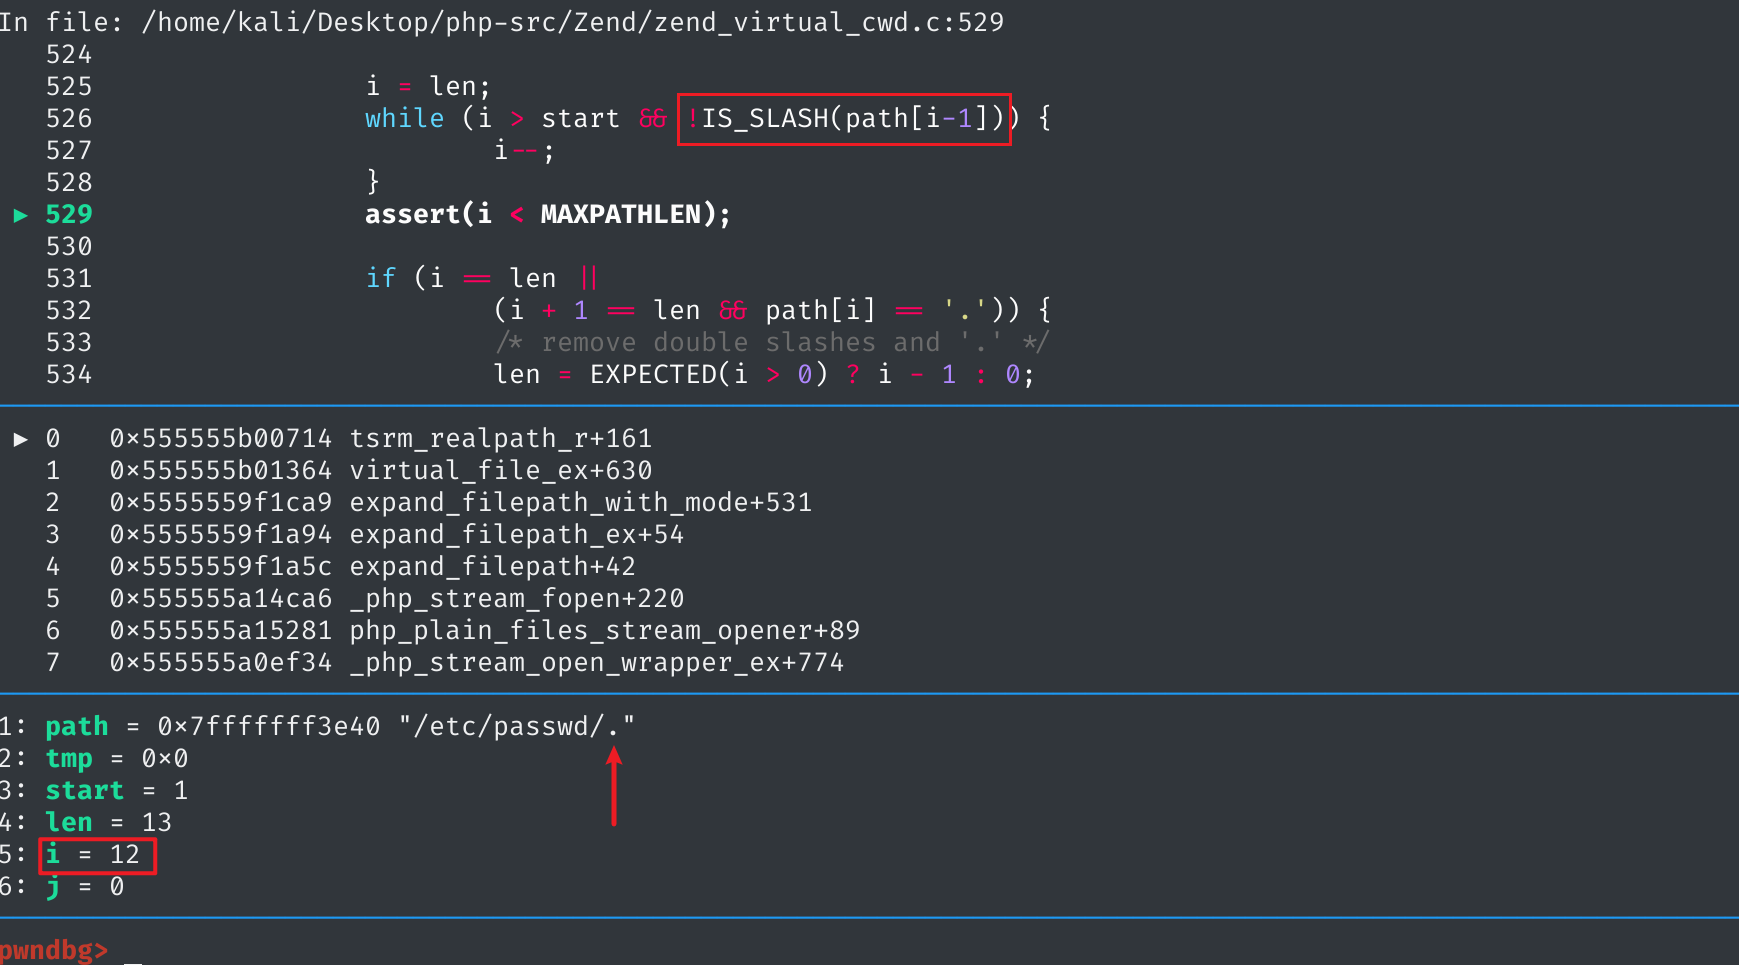 In file: /home/kali/Desktop/php-src/Zend/zend_virtual_cwd.c:529
524
525 i = len;
526 while (i > start && !IS_SLASH(path[i-1])) {
527 i--;
528 }
► 529 assert(i < MAXPATHLEN);
530
531 if (i == len ||
532 (i + 1 == len && path[i] == '.')) {
533 /* remove double slashes and '.' */
534 len = EXPECTED(i > 0) ? i - 1 : 0;
► 0 0x555555b00714 tsrm_realpath_r+161
1 0x555555b01364 virtual_file_ex+630
2 0x5555559f1ca9 expand_filepath_with_mode+531
3 0x5555559f1a94 expand_filepath_ex+54
4 0x5555559f1a5c expand_filepath+42
5 0x555555a14ca6 _php_stream_fopen+220
6 0x555555a15281 php_plain_files_stream_opener+89
7 0x555555a0ef34 _php_stream_open_wrapper_ex+774
1: path = 0x7fffffff3e40 "/etc/passwd/."
2: tmp = 0x0
3: start = 1
4: len = 13
5: i = 12
6: j = 0
pwndbg> _